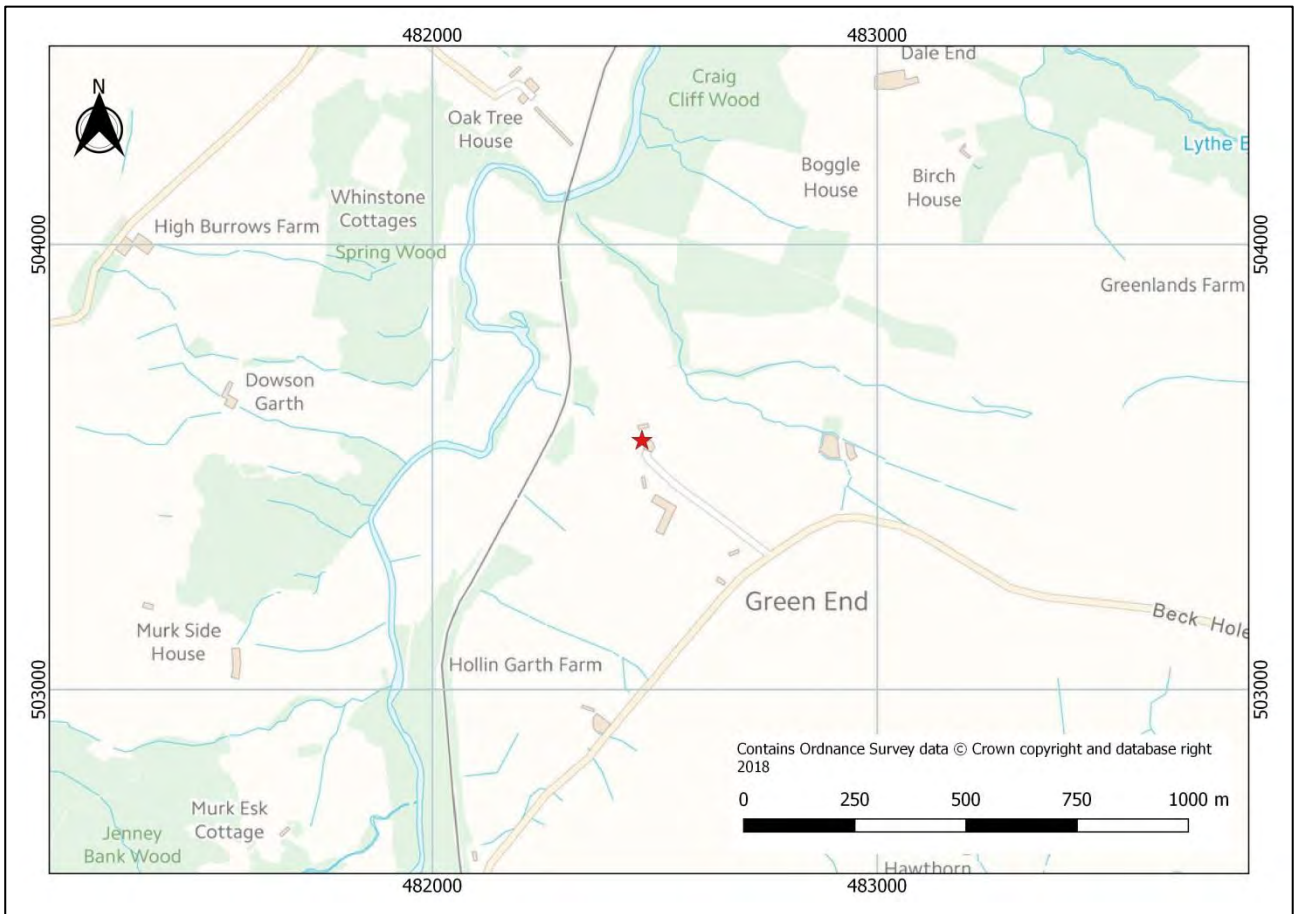 482000
483000
N
Dale End
Craig
Cliff Wood
Oak Tree
House
Lythe B
Boggle
House
Birch
House
Whinstone
Cottages
High Burrows Farm
504000
504000
Spring Wood
Greenlands Farm
Dowson
Garth
Green End
Beck Hole
Murk Side
House
Hollin Garth Farm
503000
503000
Contains Ordnance Survey data © Crown copyright and database right
2018
0 250 500 750 1000 m
Murk Esk
Cottage
Jenney
Bank Wood
Hawthorn
482000
483000